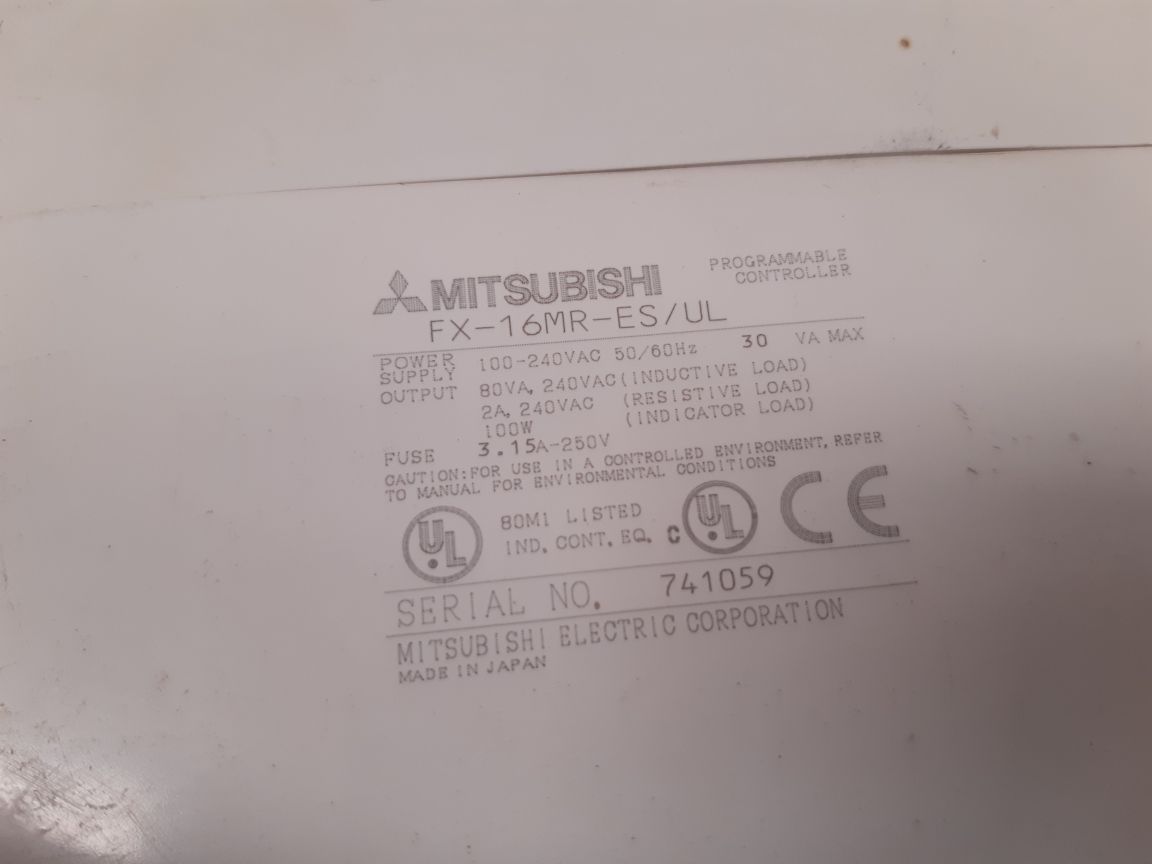 MITSUBISHI PROGRAMMABLE CONTROLLER
FX-16MR-ES/UL
POWER SUPPLY 100-240VAC 50/60Hz 30 VA MAX
OUTPUT 80VA, 240VAC (INDUCTIVE LOAD)
2A, 240VAC (RESISTIVE LOAD)
100W (INDICATOR LOAD)
FUSE 3.15A-250V
CAUTION:FOR USE IN A CONTROLLED ENVIRONMENT, REFER
TO MANUAL FOR ENVIRONMENTAL CONDITIONS
UL 80M1 LISTED C UL CE
IND. CONT. EQ.
SERIAL NO. 741059
MITSUBISHI ELECTRIC CORPORATION
MADE IN JAPAN